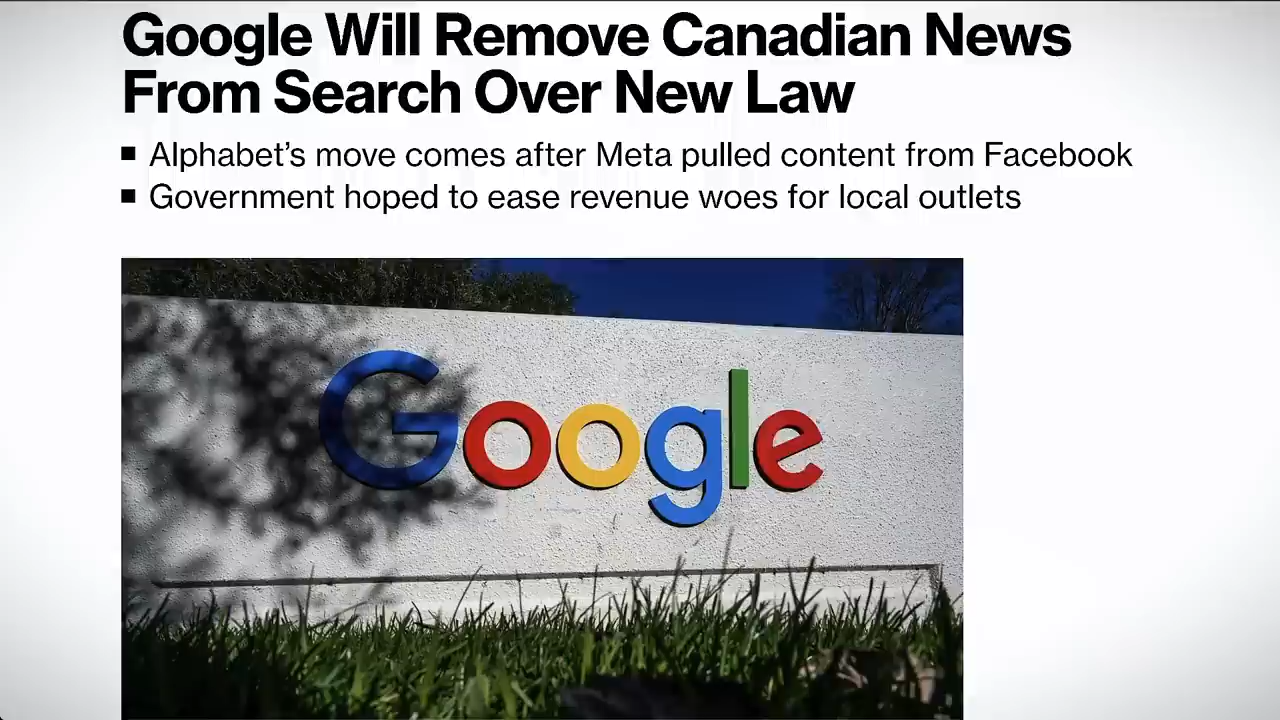 Google Will Remove Canadian News
From Search Over New Law
▪ Alphabet’s move comes after Meta pulled content from Facebook
▪ Government hoped to ease revenue woes for local outlets
Google